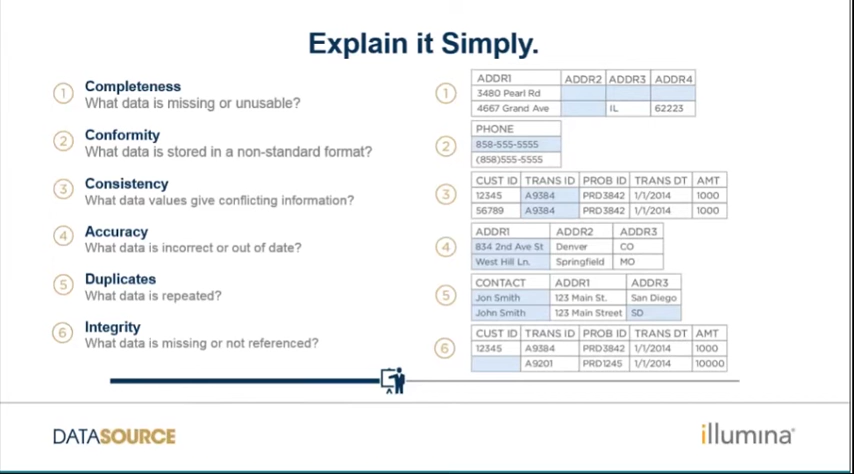 Explain it Simply.
1 Completeness
What data is missing or unusable?
2 Conformity
What data is stored in a non-standard format?
3 Consistency
What data values give conflicting information?
4 Accuracy
What data is incorrect or out of date?
5 Duplicates
What data is repeated?
6 Integrity
What data is missing or not referenced?
1
ADDR1 ADDR2 ADDR3 ADDR4
3480 Pearl Rd
4667 Grand Ave IL 62223
2
PHONE
858-555-5555
(858)555-5555
3
CUST ID TRANS ID PROB ID TRANS DT AMT
12345 A9384 PRD3842 1/1/2014 1000
56789 A9384 PRD3842 1/1/2014 1000
4
ADDR1 ADDR2 ADDR3
834 2nd Ave St Denver CO
West Hill Ln. Springfield MO
5
CONTACT ADDR1 ADDR3
Jon Smith 123 Main St. San Diego
John Smith 123 Main Street SD
6
CUST ID TRANS ID PROB ID TRANS DT AMT
12345 A9384 PRD3842 1/1/2014 1000
A9201 PRD1245 1/1/2014 10000
DATASOURCE
illumina®